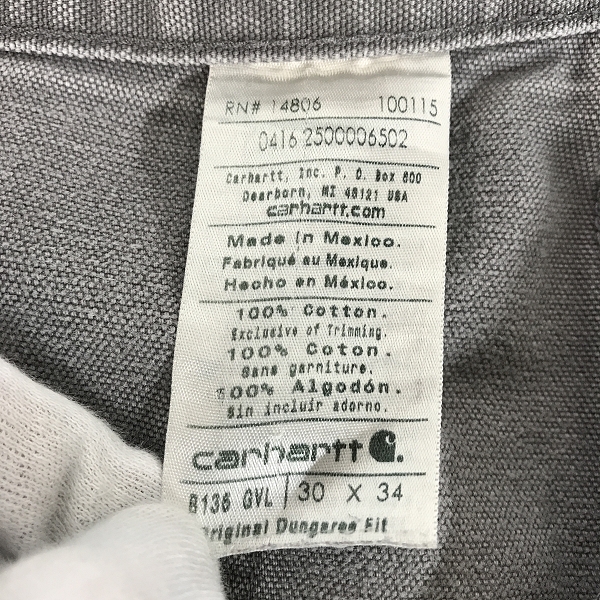 RN# 14806 100115
0416 2500006502
Carhartt, Inc. P. O. Box 600
Dearborn, MI 48121 USA
carhartt.com
Made in Mexico.
Fabriqué au Mexique.
Hecho en México.
100% Cotton.
Exclusive of Trimming.
100% Coton.
Sans garniture.
100% Algodón.
Sin incluir adorno.
carhartt
B136 GVL 30 X 34
Original Dungaree Fit